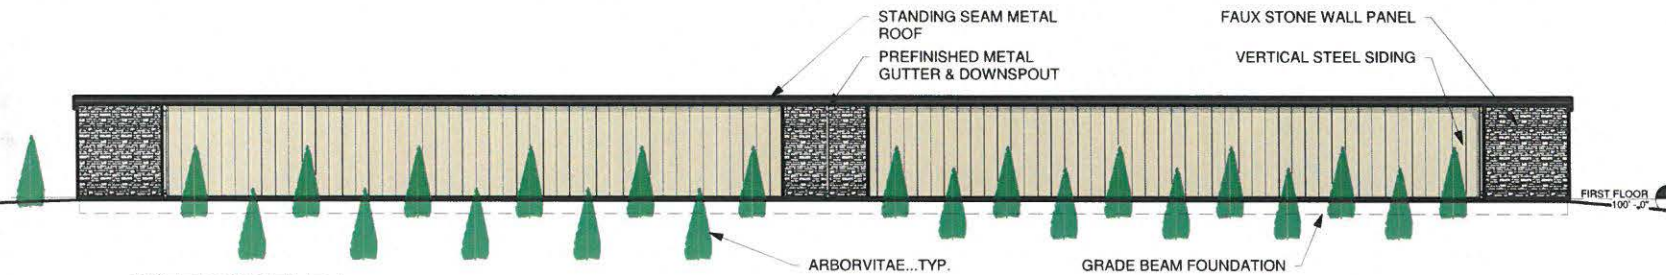 STANDING SEAM METAL
ROOF
PREFINISHED METAL
GUTTER & DOWNSPOUT
FAUX STONE WALL PANEL
VERTICAL STEEL SIDING
FIRST FLOOR
100' - 0"
ARBORVITAE...TYP.
GRADE BEAM FOUNDATION